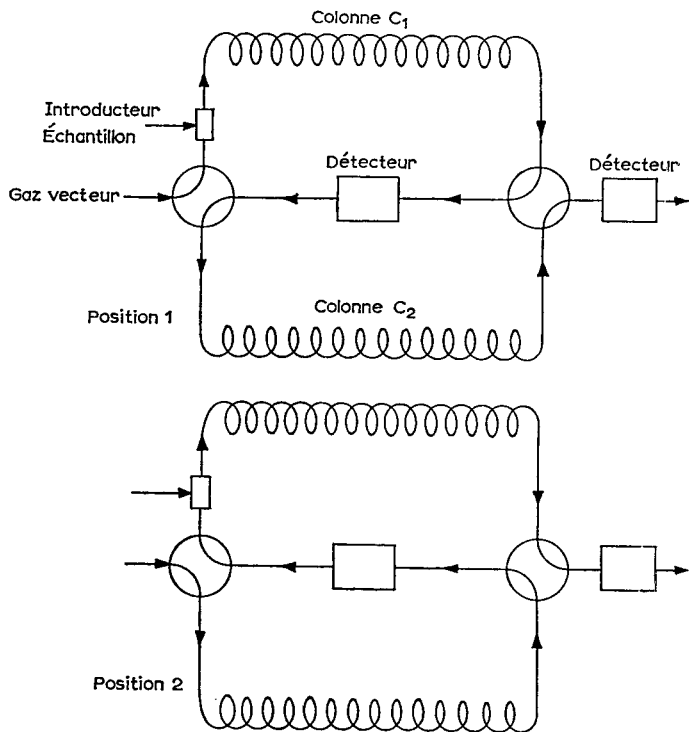 Colonne C₁
Introducteur
Échantillon
Détecteur
Détecteur
Gaz vecteur
Position 1
Colonne C₂
Position 2